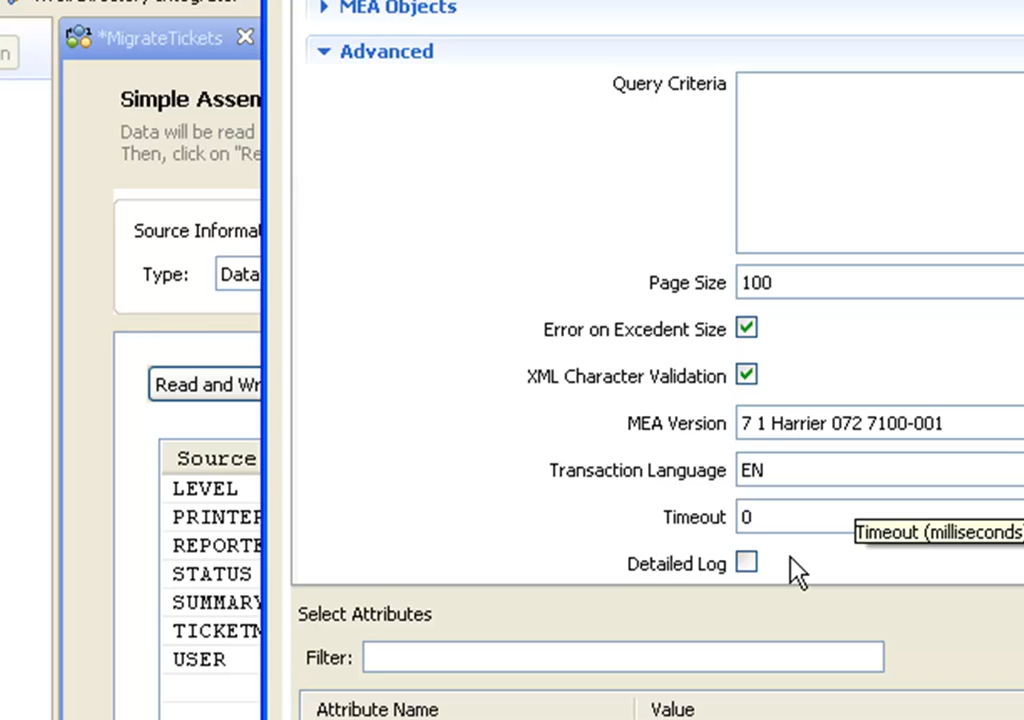 MEA Objects
*MigrateTickets
n
Advanced
Query Criteria
Simple Assem
Data will be read
Then, click on "Re
Source Informat
Type: Data
Page Size 100
Error on Excedent Size
XML Character Validation
Read and Wr
MEA Version 7 1 Harrier 072 7100-001
Source
Transaction Language EN
LEVEL
PRINTER
Timeout 0
Timeout (milliseconds
REPORTE
Detailed Log
STATUS
SUMMARY
Select Attributes
TICKETN
USER
Filter:
Attribute Name Value